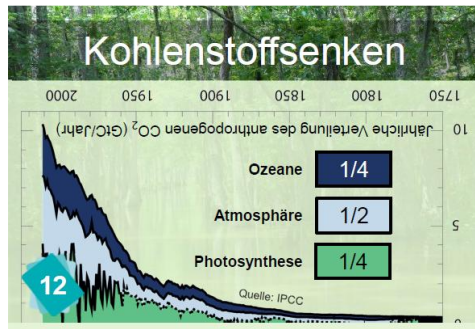 Kohlenstoffsenken
2000 1950 1900 1850 1800 1750
Jährliche Verteilung des anthropogenen CO₂ (GtC/Jahr)
10
Ozeane 1/4
Atmosphäre 1/2
5
Photosynthese 1/4
12
Quelle: IPCC
0